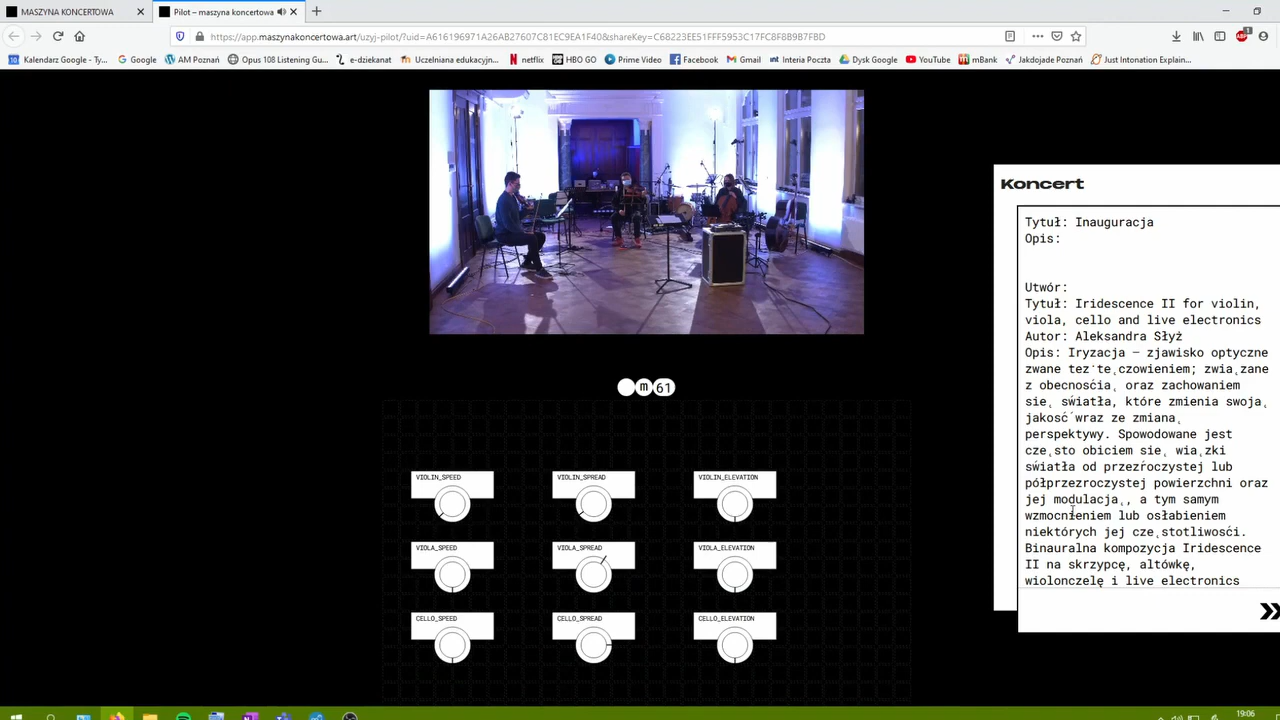 MASZYNA KONCERTOWA
Pilot – maszyna koncertowa
https://app.maszynakoncertowa.art/uzyj-pilot/?uid=A616196971A26AB27607C81EC9EA1F40&shareKey=C68223EE51FFF5953C17FC8F8B9B7FBD
Kalendarz Google - Ty... Google AM Poznań Opus 108 Listening Gu... e-dziekanat Uczelniana edukacyj... netflix HBO GO Prime Video Facebook Gmail Interia Poczta Dysk Google YouTube mBank Jakdojade Poznań Just Intonation Explain...
Koncert
Tytuł: Inauguracja
Opis:
Utwór:
Tytuł: Iridescence II for violin,
viola, cello and live electronics
Autor: Aleksandra Słyż
Opis: Iryzacja – zjawisko optyczne
zwane tez˙te̜czowieniem; zwia̜zane
z obecnościa̜ oraz zachowaniem
sie̜ światła, które zmienia swoja̜
jakość wraz ze zmiana̜
perspektywy. Spowodowane jest
cze̜sto obiciem sie̜ wia̜zki
światła od przezroczystej lub
półprzezroczystej powierzchni oraz
jej modulacja̜, a tym samym
wzmocnieniem lub osłabieniem
niektórych jej cze̜stotliwości.
Binauralna kompozycja Iridescence
II na skrzypcę, altówkę,
wiolonczelę i live electronics
m 61
VIOLIN_SPEED VIOLIN_SPREAD VIOLIN_ELEVATION
VIOLA_SPEED VIOLA_SPREAD VIOLA_ELEVATION
CELLO_SPEED CELLO_SPREAD CELLO_ELEVATION
19:06